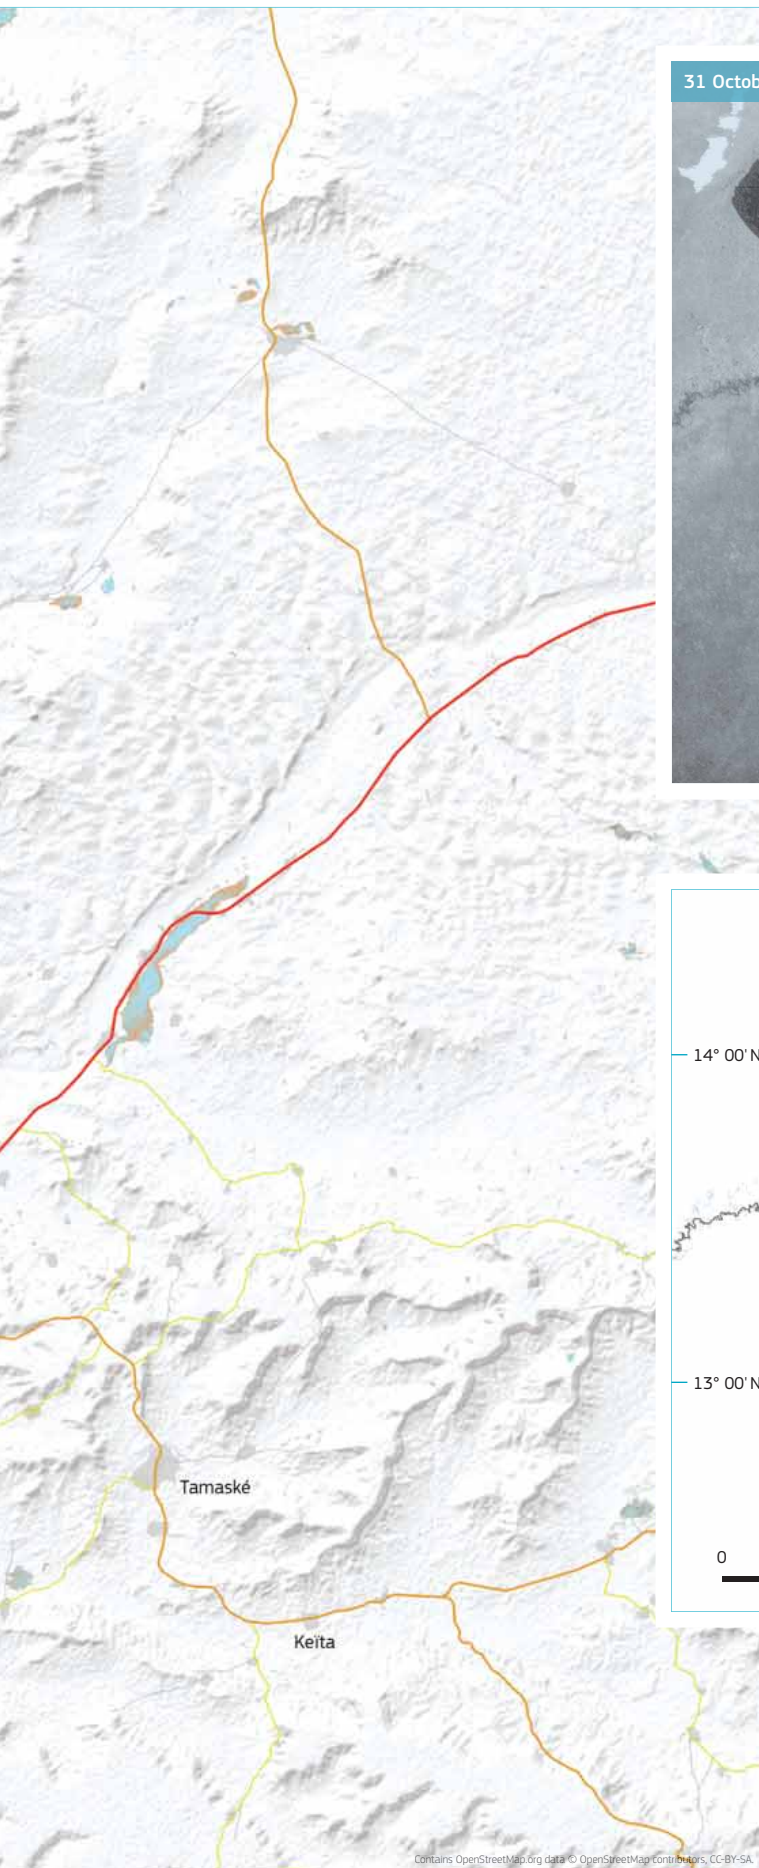 31 Octob
14° 00' N
13° 00' N
Tamaské
0
Keïta
Contains OpenStreetMap.org data © OpenStreetMap contributors, CC-BY-SA.